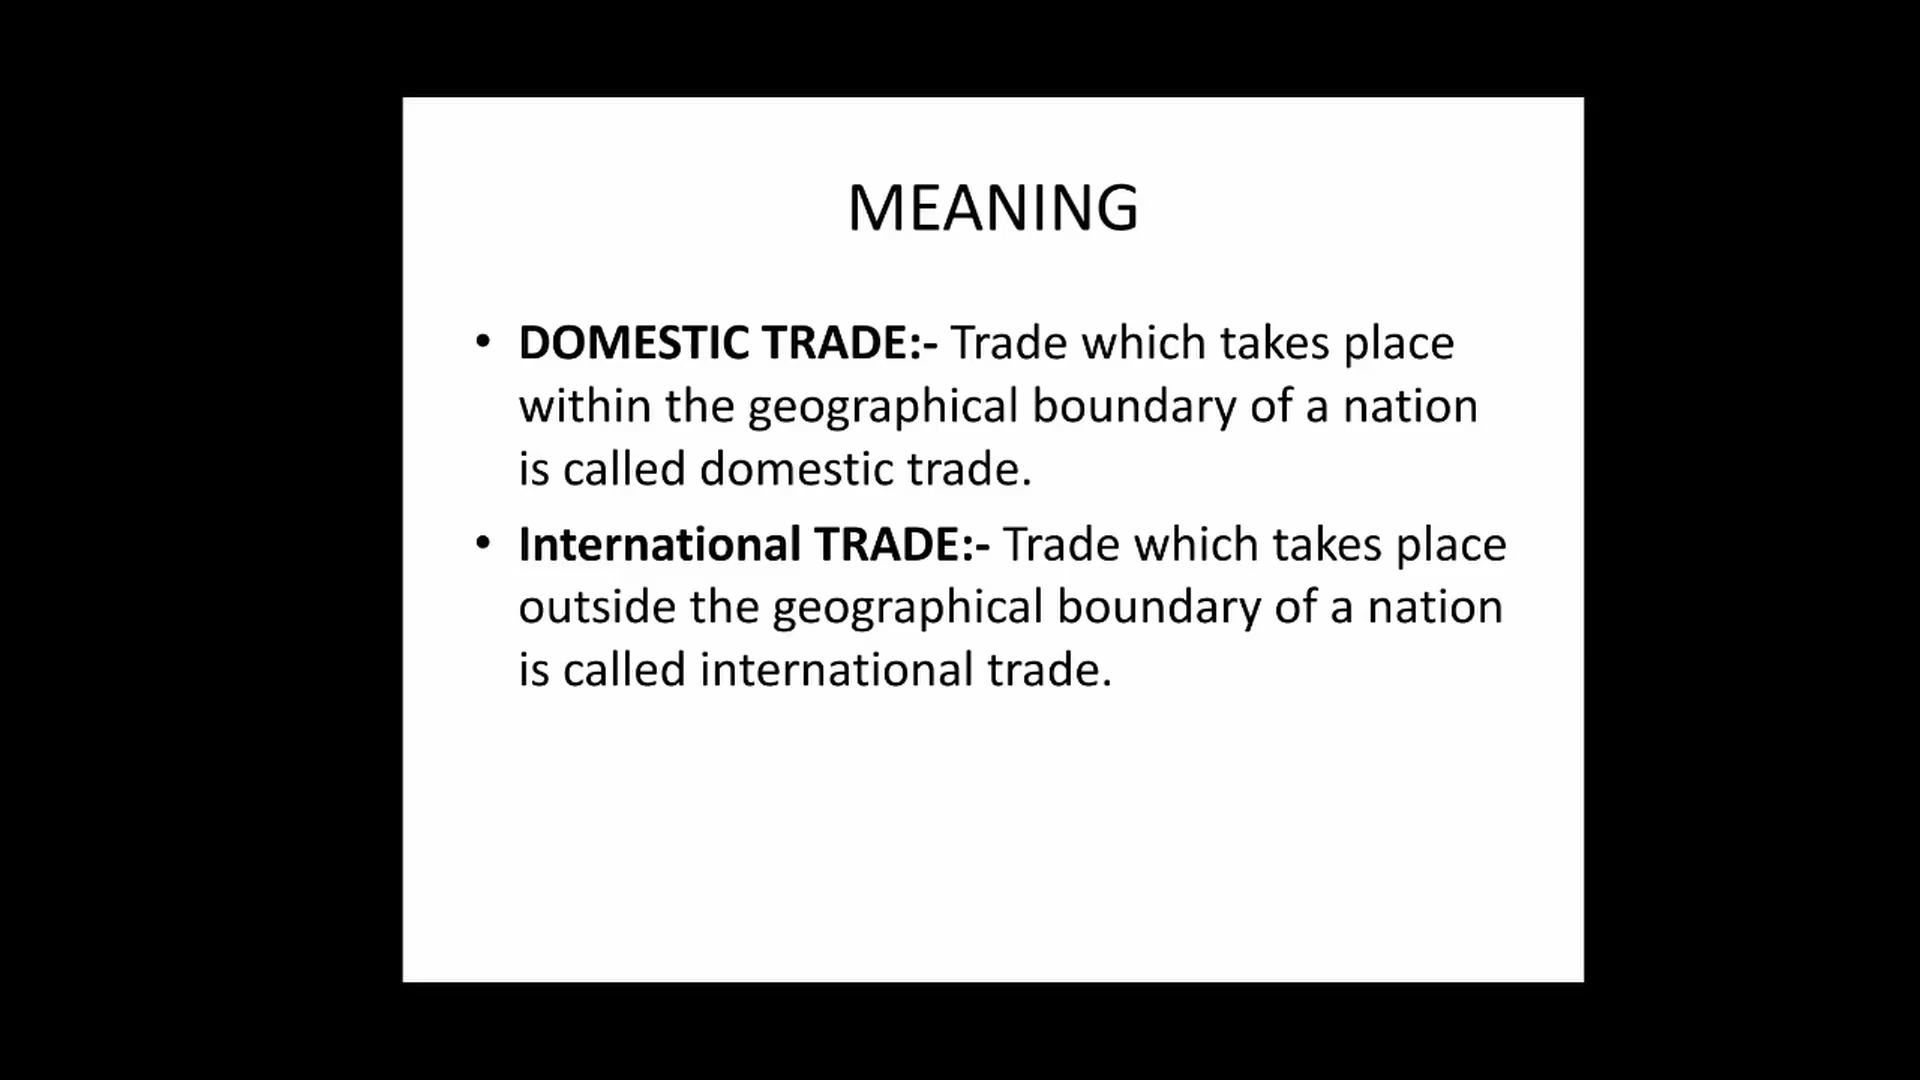 MEANING
• DOMESTIC TRADE:- Trade which takes place
within the geographical boundary of a nation
is called domestic trade.
• International TRADE:- Trade which takes place
outside the geographical boundary of a nation
is called international trade.